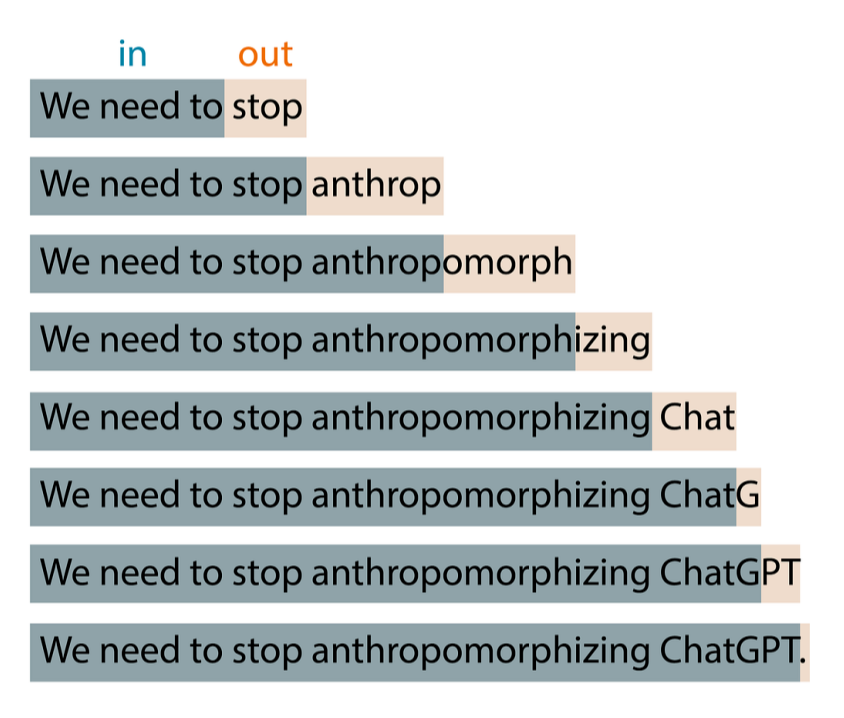 in out
We need to stop
We need to stop anthrop
We need to stop anthropomorph
We need to stop anthropomorphizing
We need to stop anthropomorphizing Chat
We need to stop anthropomorphizing ChatG
We need to stop anthropomorphizing ChatGPT
We need to stop anthropomorphizing ChatGPT.